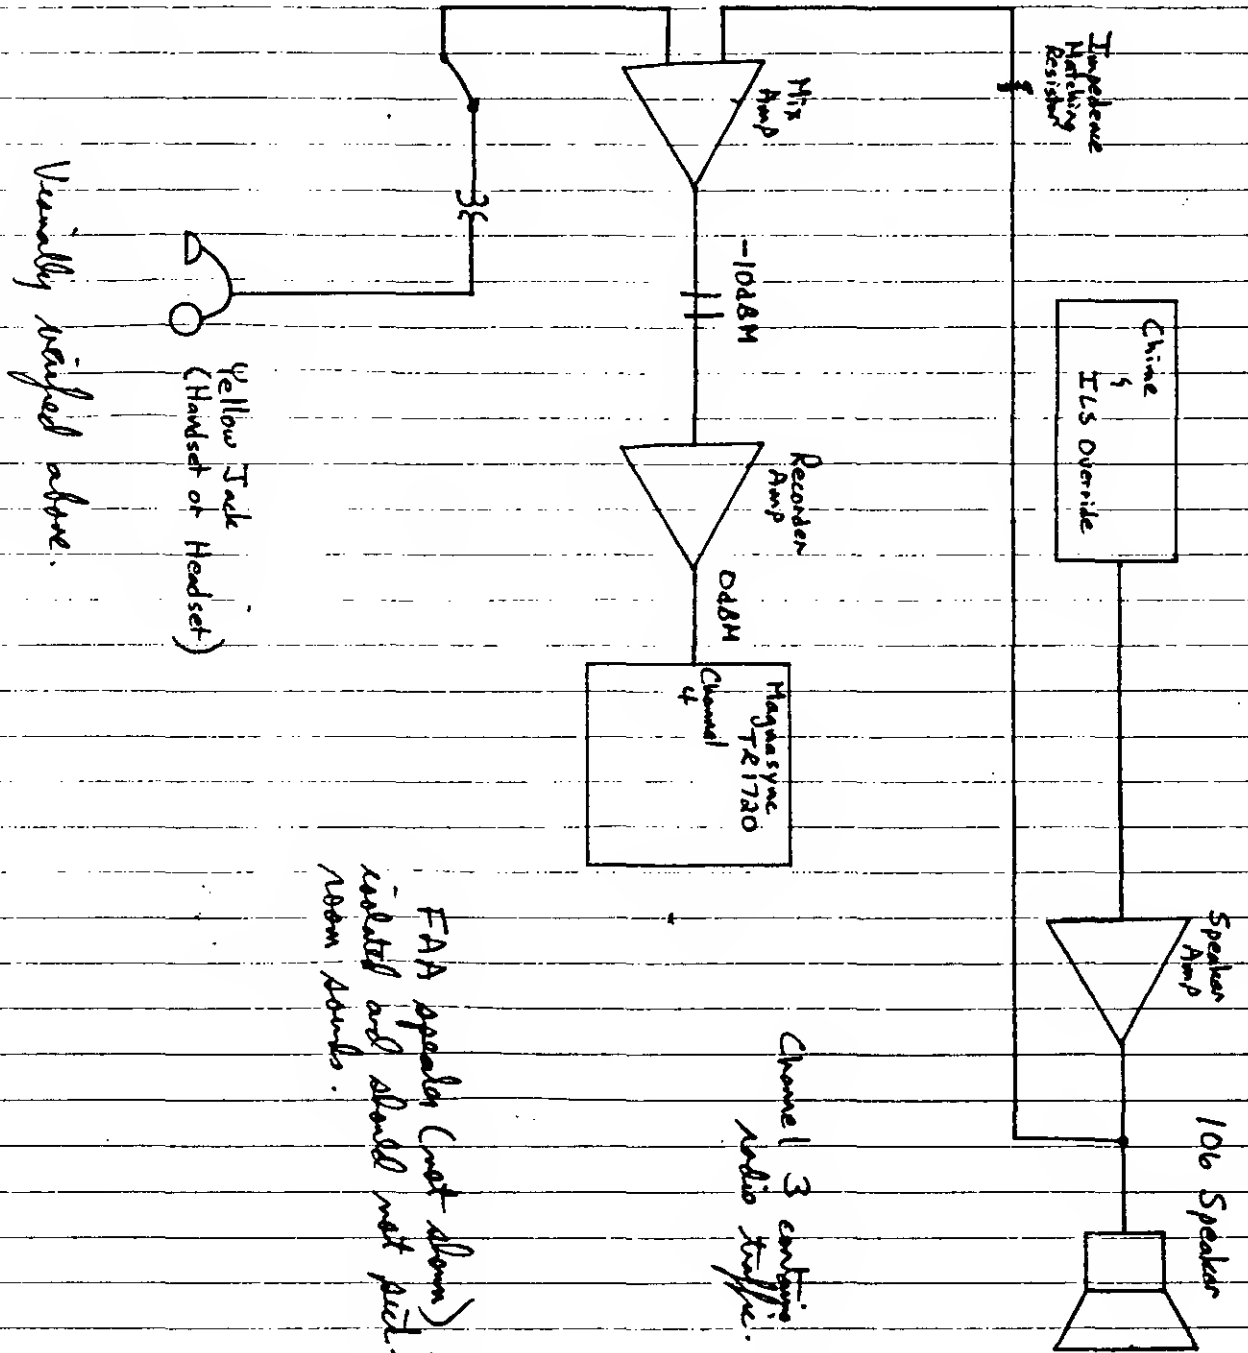 Impedence
Matching
Resistor
Chime
&
ILS Override
Speaker
Amp
106 Speaker
Mix
Amp
-10dBM
Recorder
Amp
0dBM
Magnasync
TR1720
Channel
4
Channel 3 contains
radio traffic.
Yellow Jack
(Handset or Headset)
FAA speaker (not shown)
isolated and should not pick
room sounds.
Visually verified above.